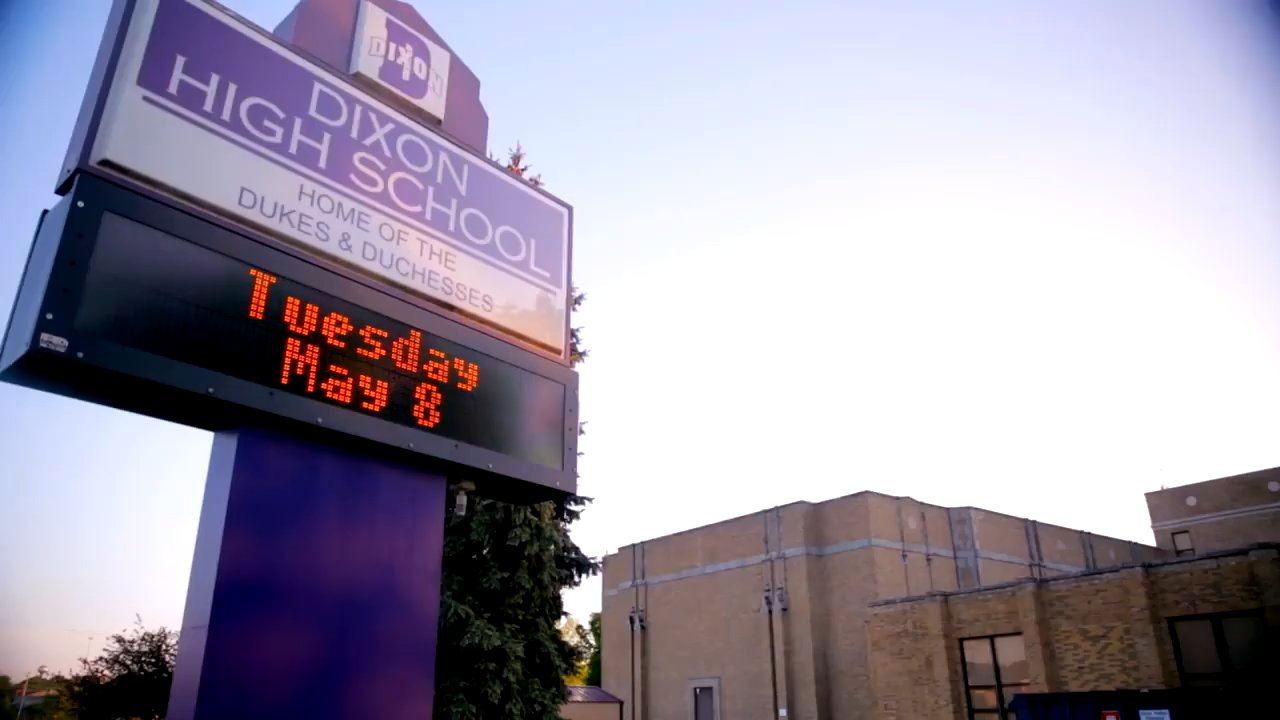 DIXON
DIXON
HIGH SCHOOL
HOME OF THE
DUKES & DUCHESSES
Tuesday
May 8